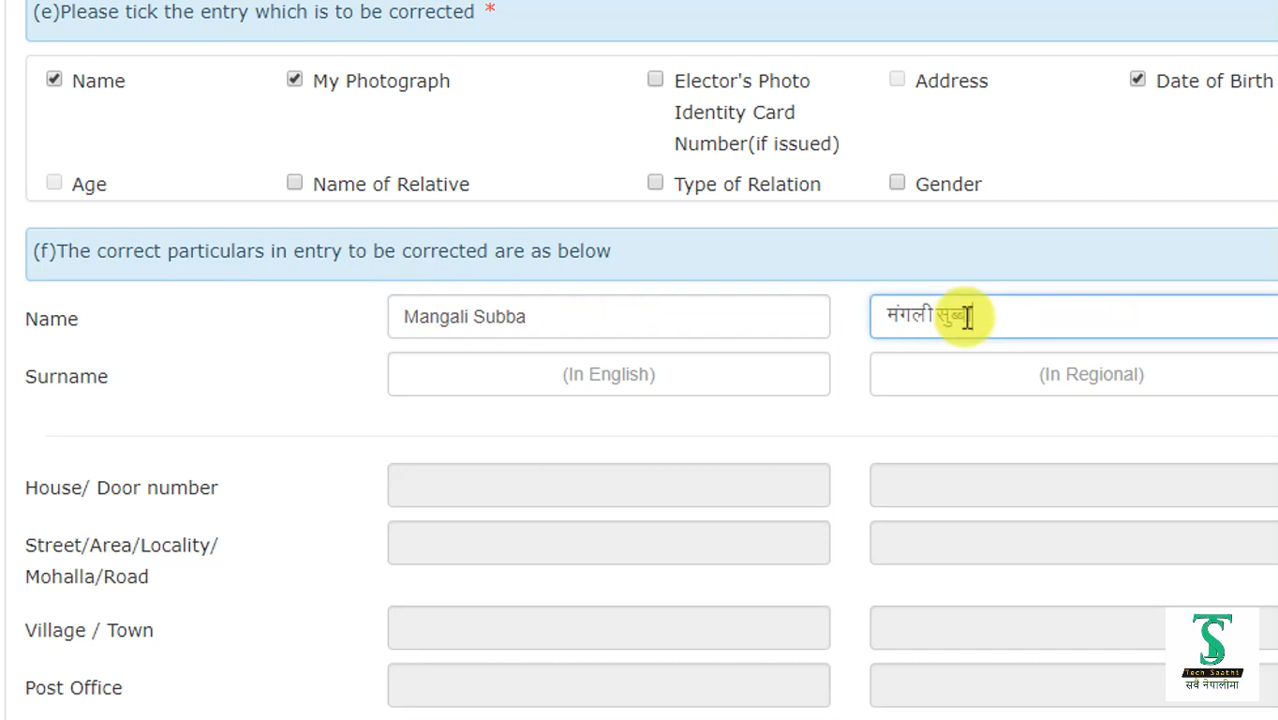 (e)Please tick the entry which is to be corrected *
Name
My Photograph
Elector's Photo
Identity Card
Number(if issued)
Address
Date of Birth
Age
Name of Relative
Type of Relation
Gender
(f)The correct particulars in entry to be corrected are as below
Name
Mangali Subba
मंगली सुब्बा
Surname
(In English)
(In Regional)
House/ Door number
Street/Area/Locality/
Mohalla/Road
Village / Town
Post Office
TS
Tech Saathi
सबै नेपालीमा